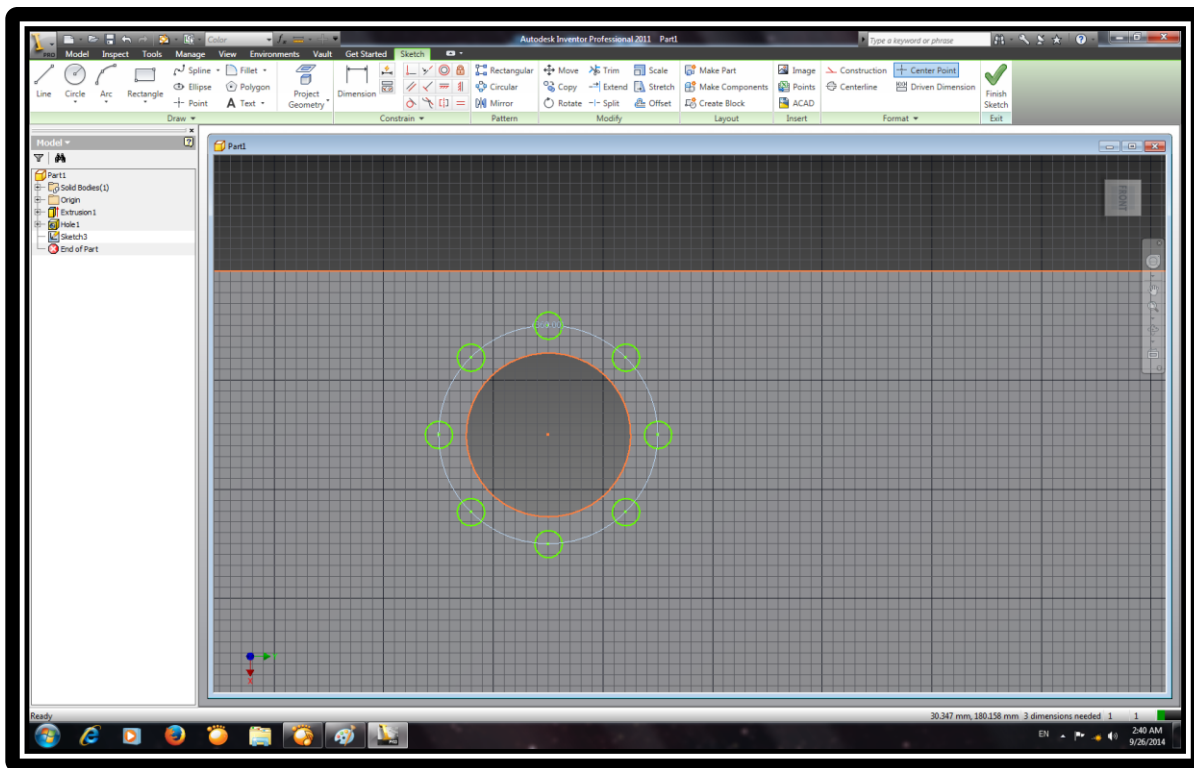 Color
Autodesk Inventor Professional 2011 Part1
Type a keyword or phrase
PRO Model Inspect Tools Manage View Environments Vault Get Started Sketch
Line Circle Arc Rectangle
Spline Fillet
Ellipse Polygon
Point A Text
Project Geometry
Dimension
Rectangular
Circular
Mirror
Move Trim Scale
Copy Extend Stretch
Rotate Split Offset
Make Part
Make Components
Create Block
Image
Points
ACAD
Construction Center Point
Centerline Driven Dimension
Finish Sketch
Draw Constrain Pattern Modify Layout Insert Format Exit
Model
Part1
Solid Bodies(1)
Origin
Extrusion1
Hole1
Sketch3
End of Part
Part1
FRONT
X
Ready
30.347 mm, 180.158 mm 3 dimensions needed 1 1
EN
2:40 AM
9/26/2014